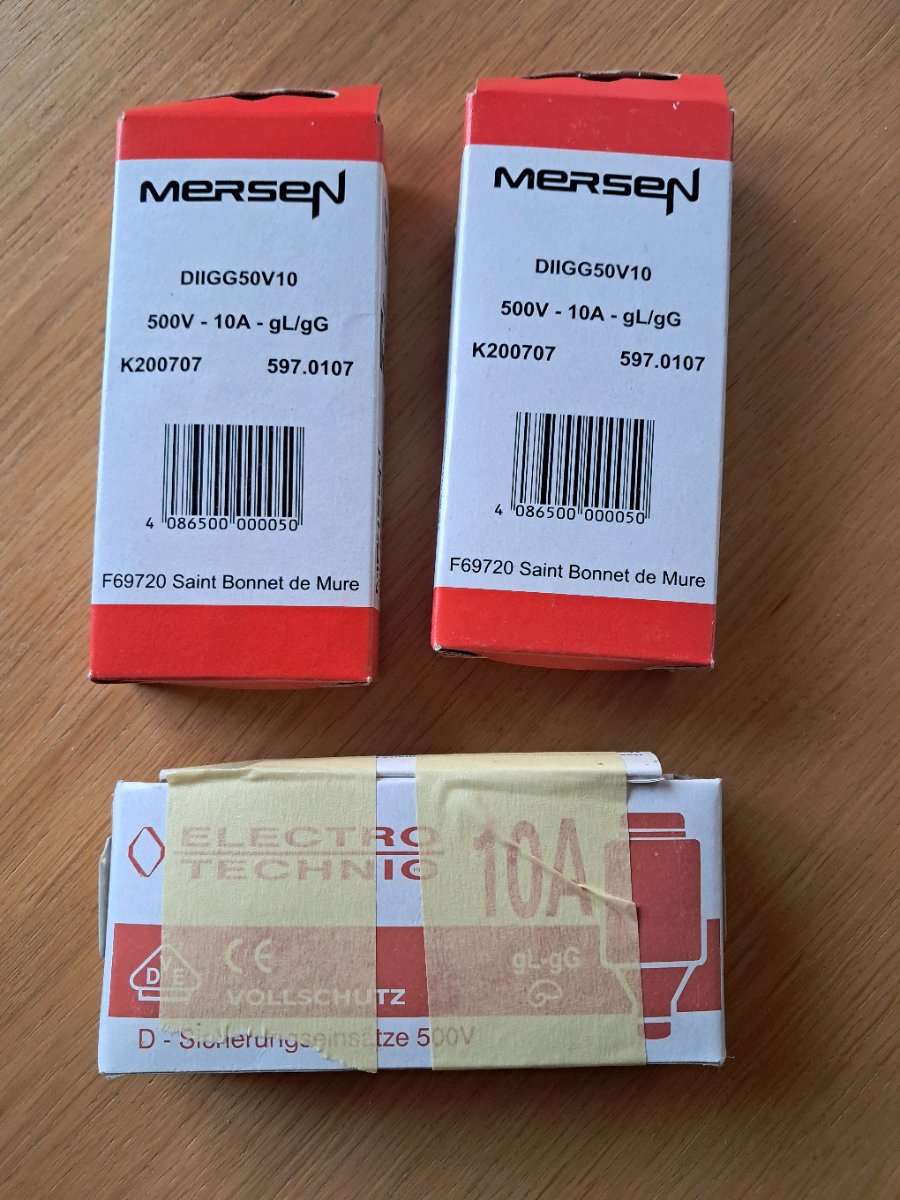 MERSEN
DIIGG50V10
500V - 10A - gL/gG
K200707 597.0107
4 086500 000050
F69720 Saint Bonnet de Mure
MERSEN
DIIGG50V10
500V - 10A - gL/gG
K200707 597.0107
4 086500 000050
F69720 Saint Bonnet de Mure
ELECTRO
TECHNIC
10A
CE
gL-gG
VOLLSCHUTZ
D - Sicherungseinsätze 500V